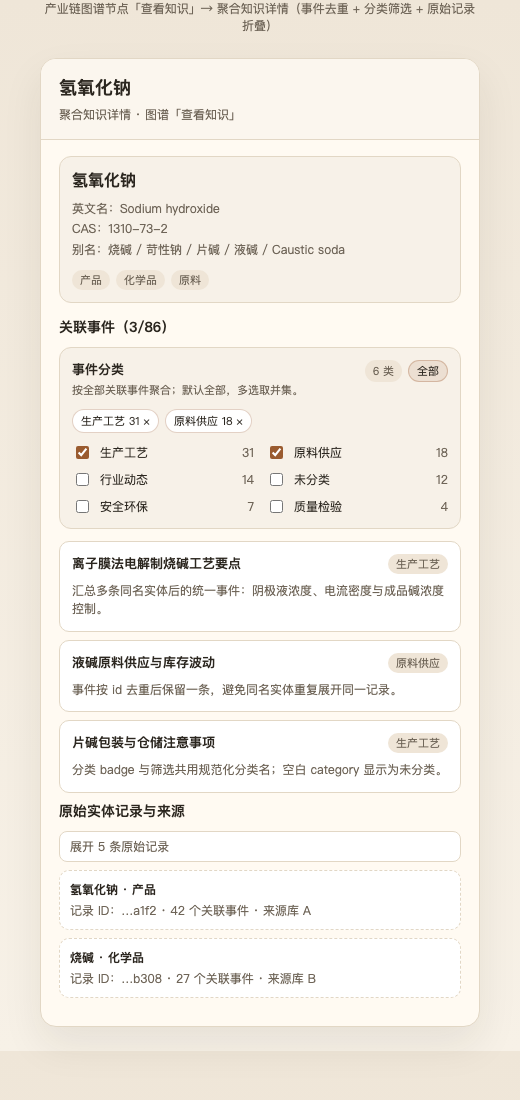 产业链图谱节点「查看知识」→ 聚合知识详情（事件去重 + 分类筛选 + 原始记录
折叠）
氢氧化钠
聚合知识详情 · 图谱「查看知识」
氢氧化钠
英文名：Sodium hydroxide
CAS：1310-73-2
别名：烧碱 / 苛性钠 / 片碱 / 液碱 / Caustic soda
产品 化学品 原料
关联事件（3/86）
事件分类 6 类 全部
按全部关联事件聚合；默认全部，多选取并集。
生产工艺 31 × 原料供应 18 ×
生产工艺 31 原料供应 18
行业动态 14 未分类 12
安全环保 7 质量检验 4
离子膜法电解制烧碱工艺要点 生产工艺
汇总多条同名实体后的统一事件：阴极液浓度、电流密度与成品碱浓度
控制。
液碱原料供应与库存波动 原料供应
事件按 id 去重后保留一条，避免同名实体重复展开同一记录。
片碱包装与仓储注意事项 生产工艺
分类 badge 与筛选共用规范化分类名；空白 category 显示为未分类。
原始实体记录与来源
展开 5 条原始记录
氢氧化钠 · 产品
记录 ID：…a1f2 · 42 个关联事件 · 来源库 A
烧碱 · 化学品
记录 ID：…b308 · 27 个关联事件 · 来源库 B